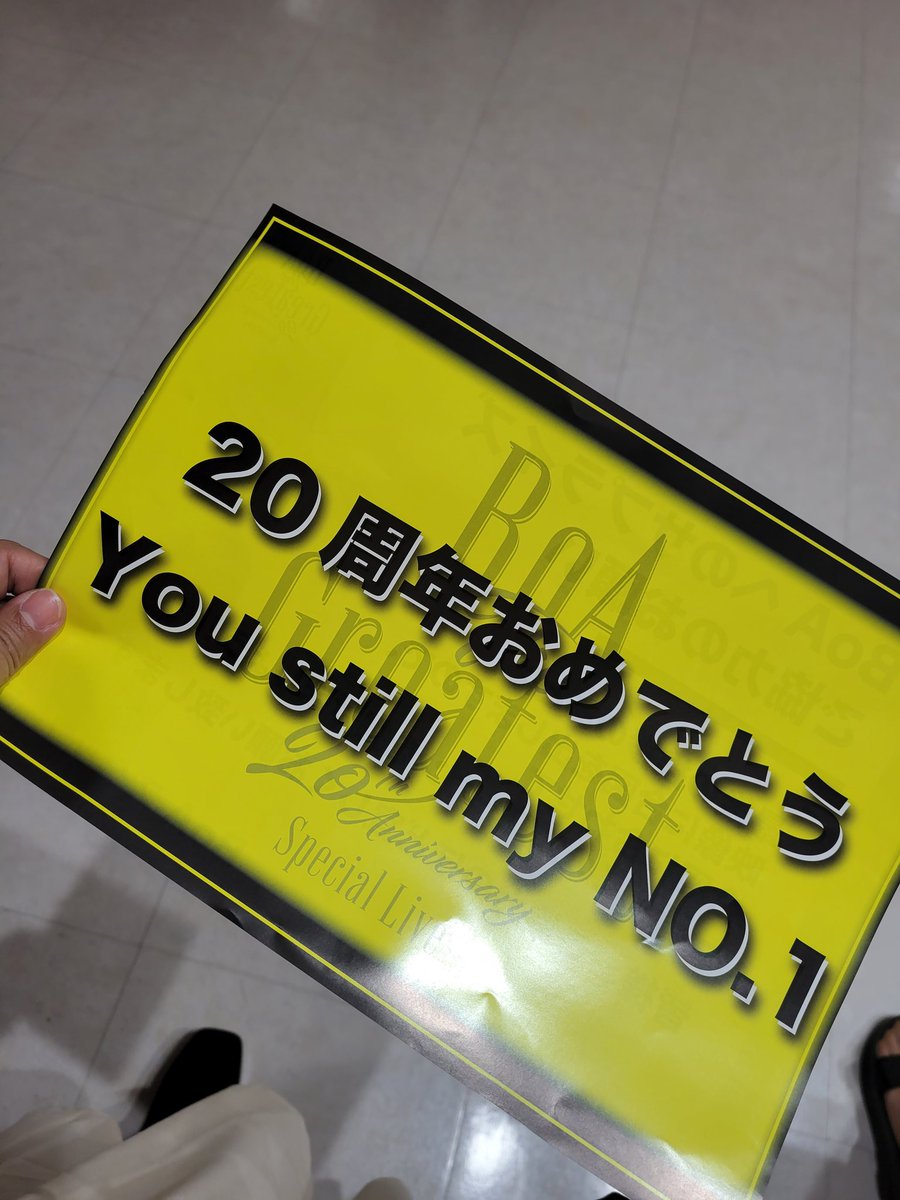 20周年おめでとう
You still my NO.1
BoA
Greatest
20th
Anniversary
Special Live